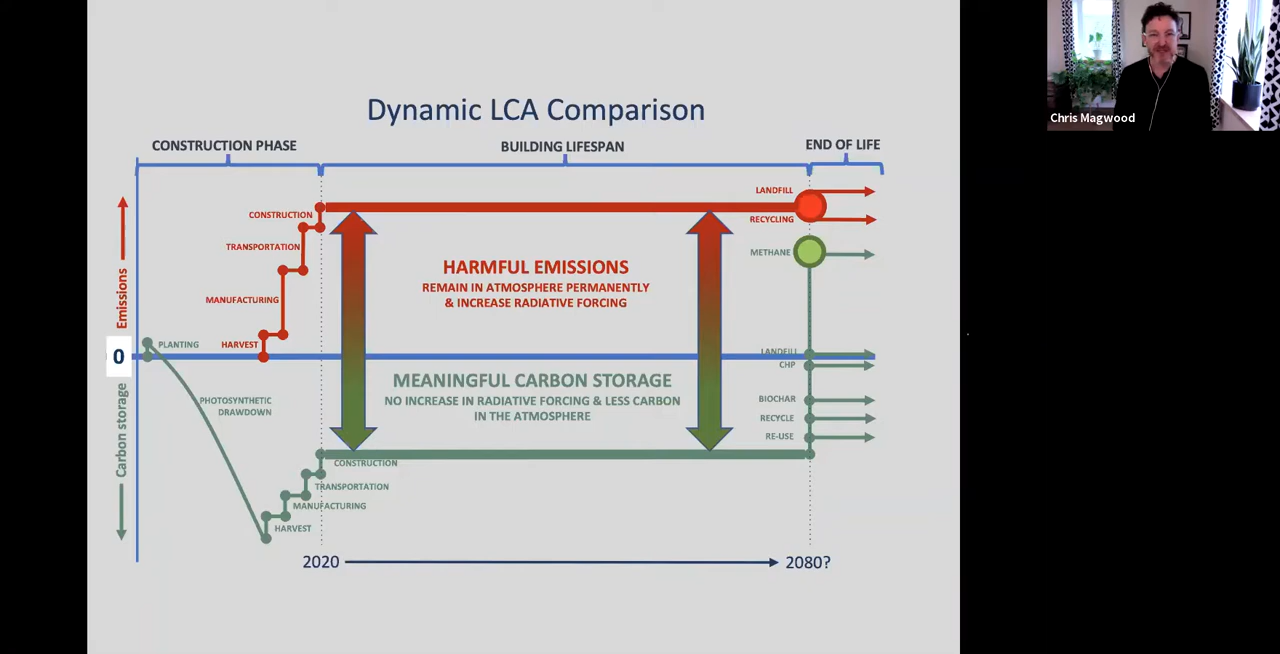 Dynamic LCA Comparison
CONSTRUCTION PHASE
BUILDING LIFESPAN
END OF LIFE
Emissions
0
Carbon storage
CONSTRUCTION
TRANSPORTATION
MANUFACTURING
HARVEST
PLANTING
PHOTOSYNTHETIC
DRAWDOWN
HARMFUL EMISSIONS
REMAIN IN ATMOSPHERE PERMANENTLY
& INCREASE RADIATIVE FORCING
MEANINGFUL CARBON STORAGE
NO INCREASE IN RADIATIVE FORCING & LESS CARBON
IN THE ATMOSPHERE
CONSTRUCTION
TRANSPORTATION
MANUFACTURING
HARVEST
LANDFILL
RECYCLING
METHANE
LANDFILL
CHP
BIOCHAR
RECYCLE
RE-USE
2020
2080?
Chris Magwood